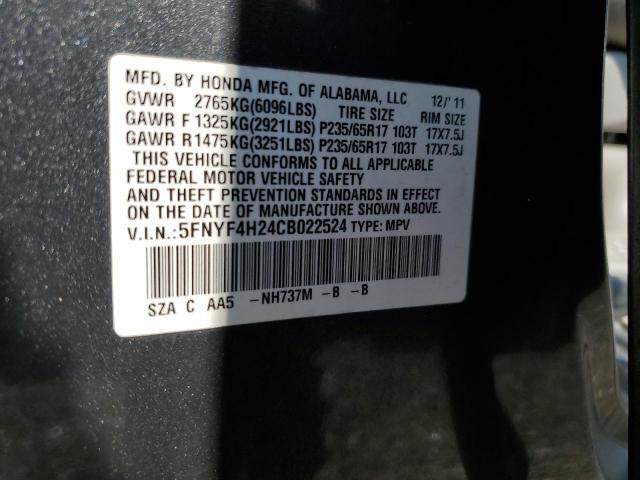 MFD. BY HONDA MFG. OF ALABAMA, LLC 12/'11
GVWR 2765KG(6096LBS) TIRE SIZE RIM SIZE
GAWR F 1325KG(2921LBS) P235/65R17 103T 17X7.5J
GAWR R1475KG(3251LBS) P235/65R17 103T 17X7.5J
THIS VEHICLE CONFORMS TO ALL APPLICABLE
FEDERAL MOTOR VEHICLE SAFETY
AND THEFT PREVENTION STANDARDS IN EFFECT
ON THE DATE OF MANUFACTURE SHOWN ABOVE.
V.I.N.:5FNYF4H24CB022524 TYPE: MPV
SZA C AA5 -NH737M -B -B